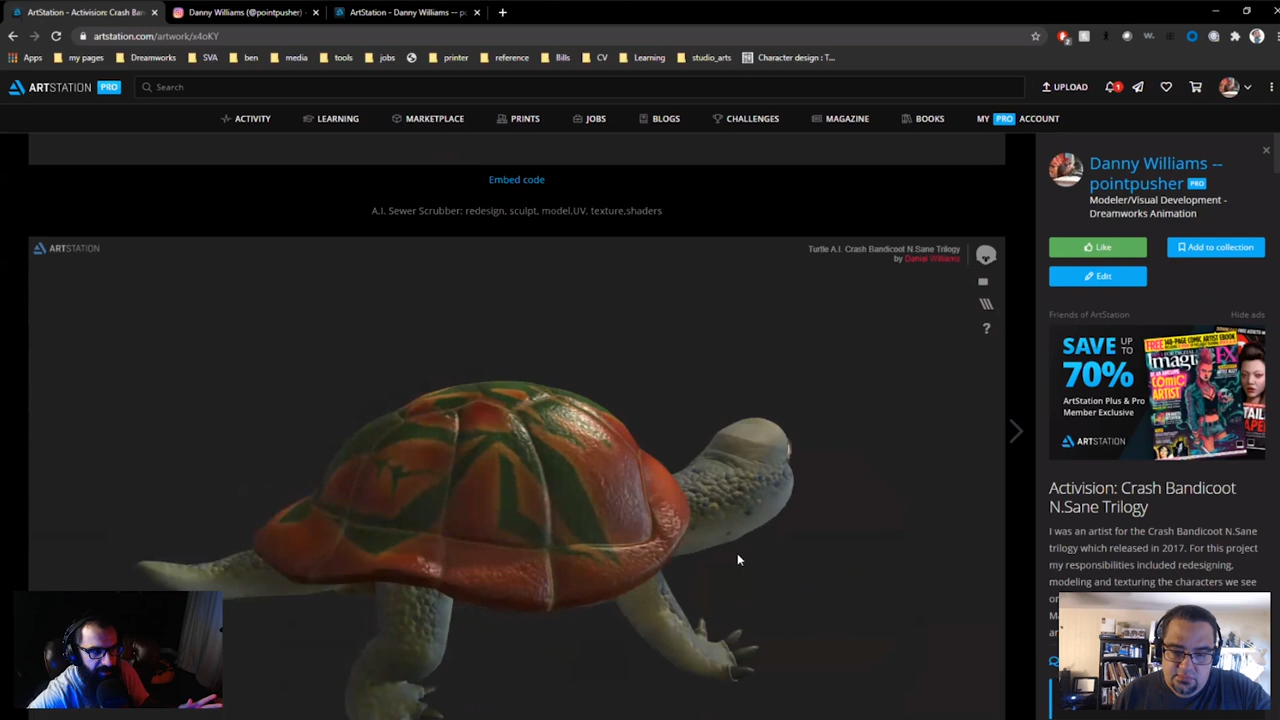 ArtStation - Activision: Crash Ban
Danny Williams (@pointpusher) ·
ArtStation - Danny Williams -- po
artstation.com/artwork/x4oKY
Apps
my pages
Dreamworks
SVA
ben
media
tools
jobs
printer
reference
Bills
CV
Learning
studio_arts
Character design : T...
ARTSTATION PRO
Search
UPLOAD
ACTIVITY
LEARNING
MARKETPLACE
PRINTS
JOBS
BLOGS
CHALLENGES
MAGAZINE
BOOKS
MY PRO ACCOUNT
Embed code
A.I. Sewer Scrubber: redesign, sculpt, model,UV, texture,shaders
ARTSTATION
Turtle A.I. Crash Bandicoot N.Sane Trilogy
by Daniel Williams
?
Danny Williams --
pointpusher PRO
Modeler/Visual Development -
Dreamworks Animation
Like
Add to collection
Edit
Friends of ArtStation
Hide ads
SAVE UP TO
70%
ArtStation Plus & Pro
Member Exclusive
ARTSTATION
Activision: Crash Bandicoot
N.Sane Trilogy
I was an artist for the Crash Bandicoot N.Sane
trilogy which released in 2017. For this project
my responsibilities included redesigning,
modeling and texturing the characters we see